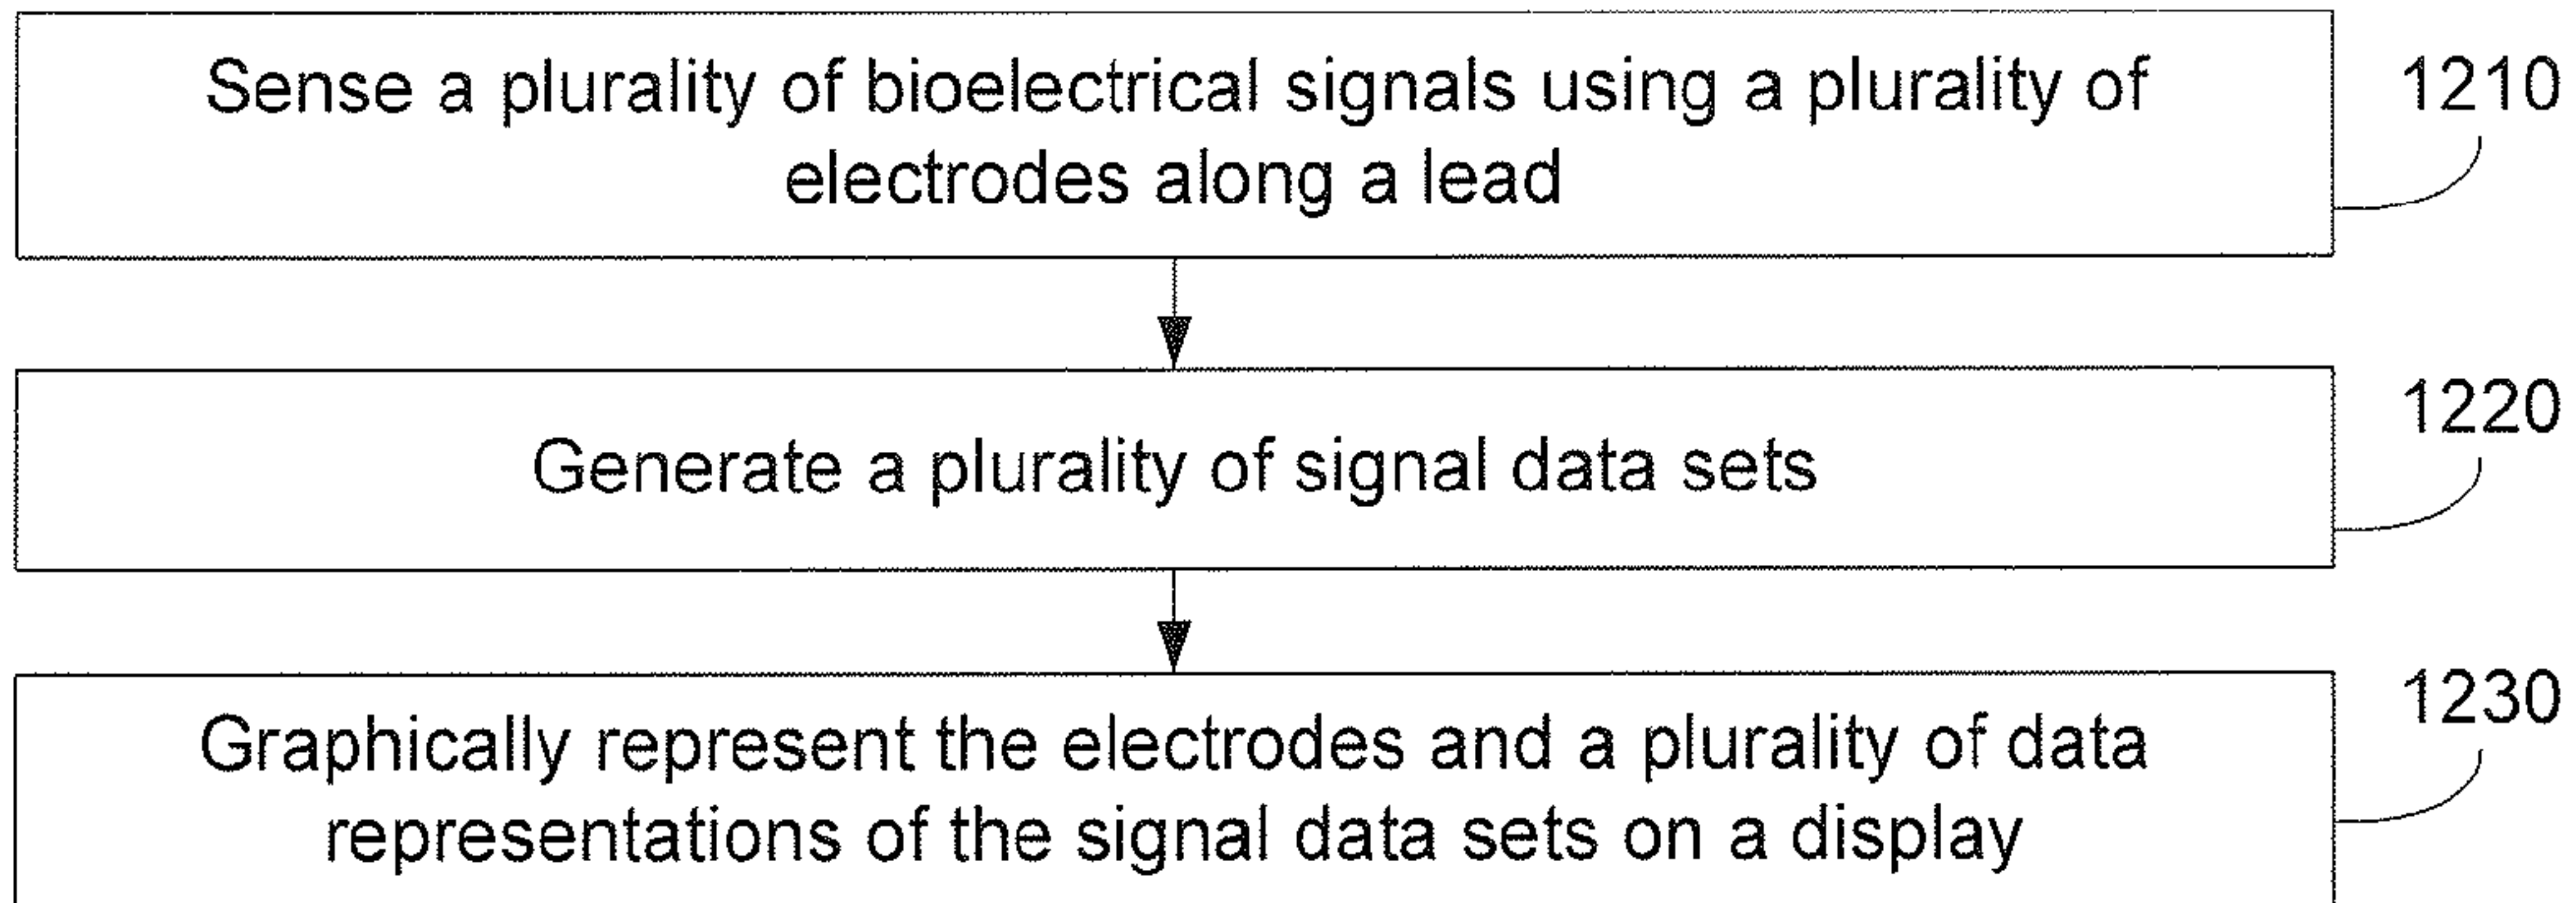 Sense a plurality of bioelectrical signals using a plurality of
electrodes along a lead
1210
Generate a plurality of signal data sets
1220
Graphically represent the electrodes and a plurality of data
representations of the signal data sets on a display
1230